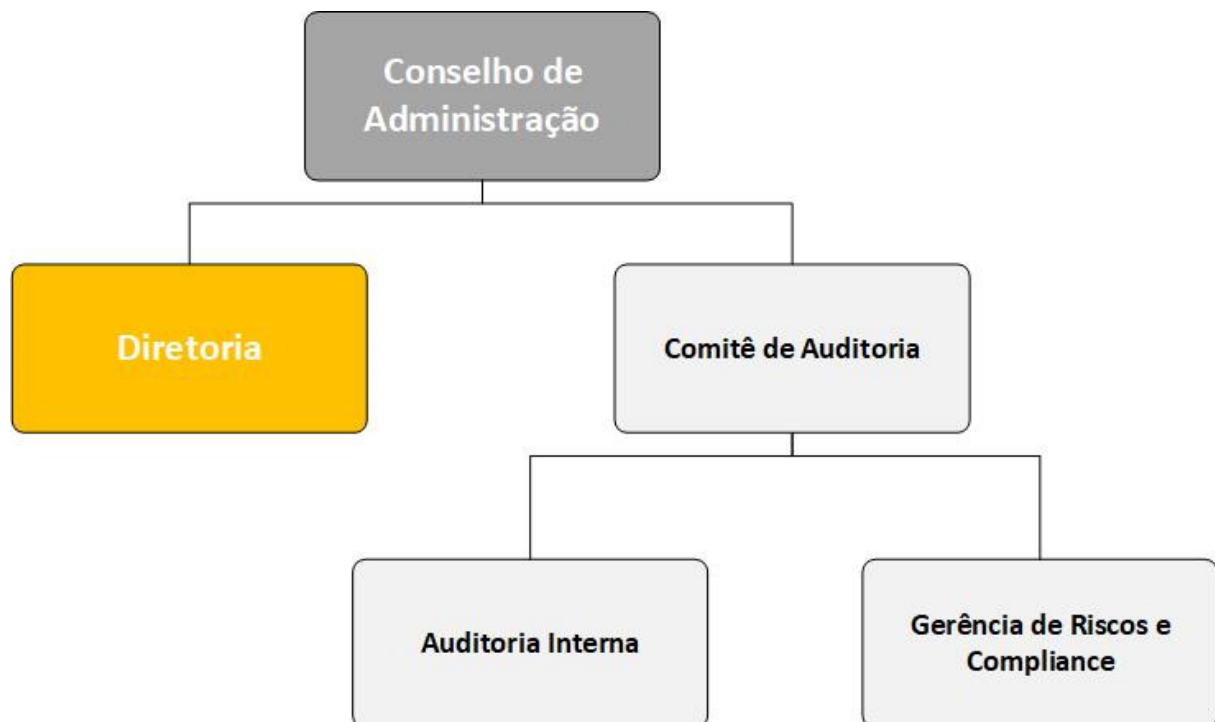 Conselho de
Administração
Diretoria
Comitê de Auditoria
Auditoria Interna
Gerência de Riscos e
Compliance